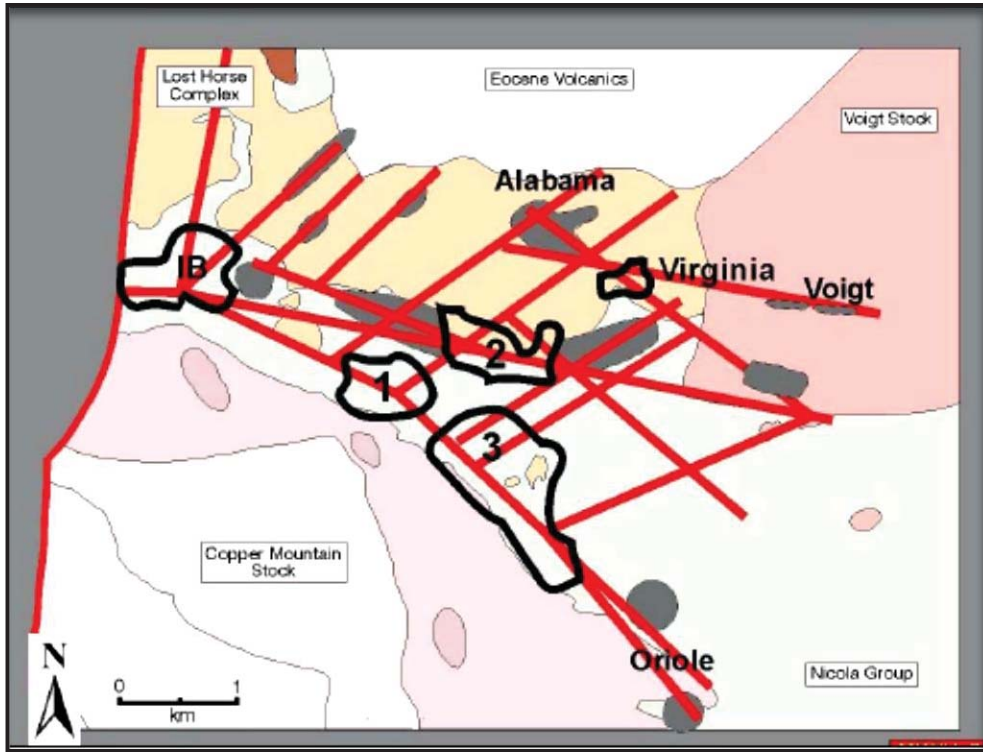 Lost Horse
Complex
Eocene Volcanics
Voigt Stock
Alabama
IB
Virginia
Voigt
2
1
3
Copper Mountain
Stock
N
0 1
km
Oriole
Nicola Group